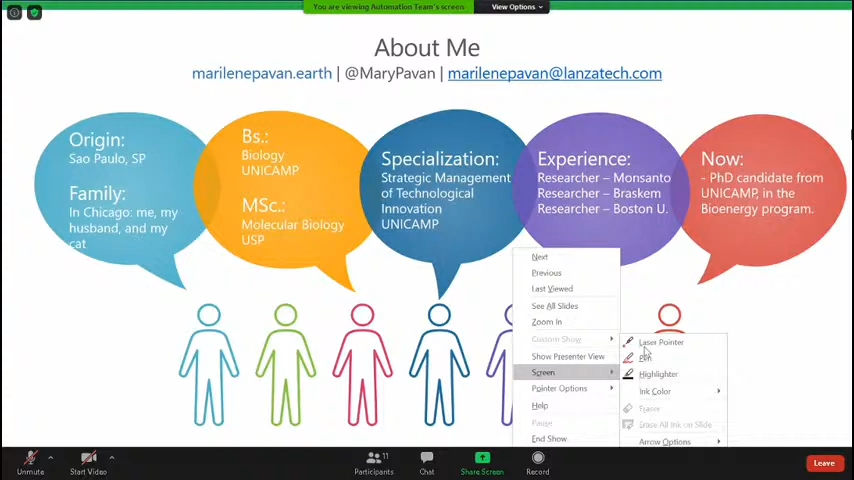 You are viewing Automation Team's screen
View Options
About Me
marilenepavan.earth | @MaryPavan | marilenepavan@lanzatech.com
Origin:
Sao Paulo, SP
Family:
In Chicago: me, my
husband, and my
cat
Bs.:
Biology
UNICAMP
MSc.:
Molecular Biology
USP
Specialization:
Strategic Management
of Technological
Innovation
UNICAMP
Experience:
Researcher – Monsanto
Researcher – Braskem
Researcher – Boston U.
Now:
- PhD candidate from
UNICAMP, in the
Bioenergy program.
Next
Previous
Last Viewed
See All Slides
Zoom In
Custom Show
Show Presenter View
Screen
Pointer Options
Help
Pause
End Show
Laser Pointer
Pen
Highlighter
Ink Color
Eraser
Erase All Ink on Slide
Arrow Options
Unmute
Start Video
11
Participants
Chat
Share Screen
Record
Leave